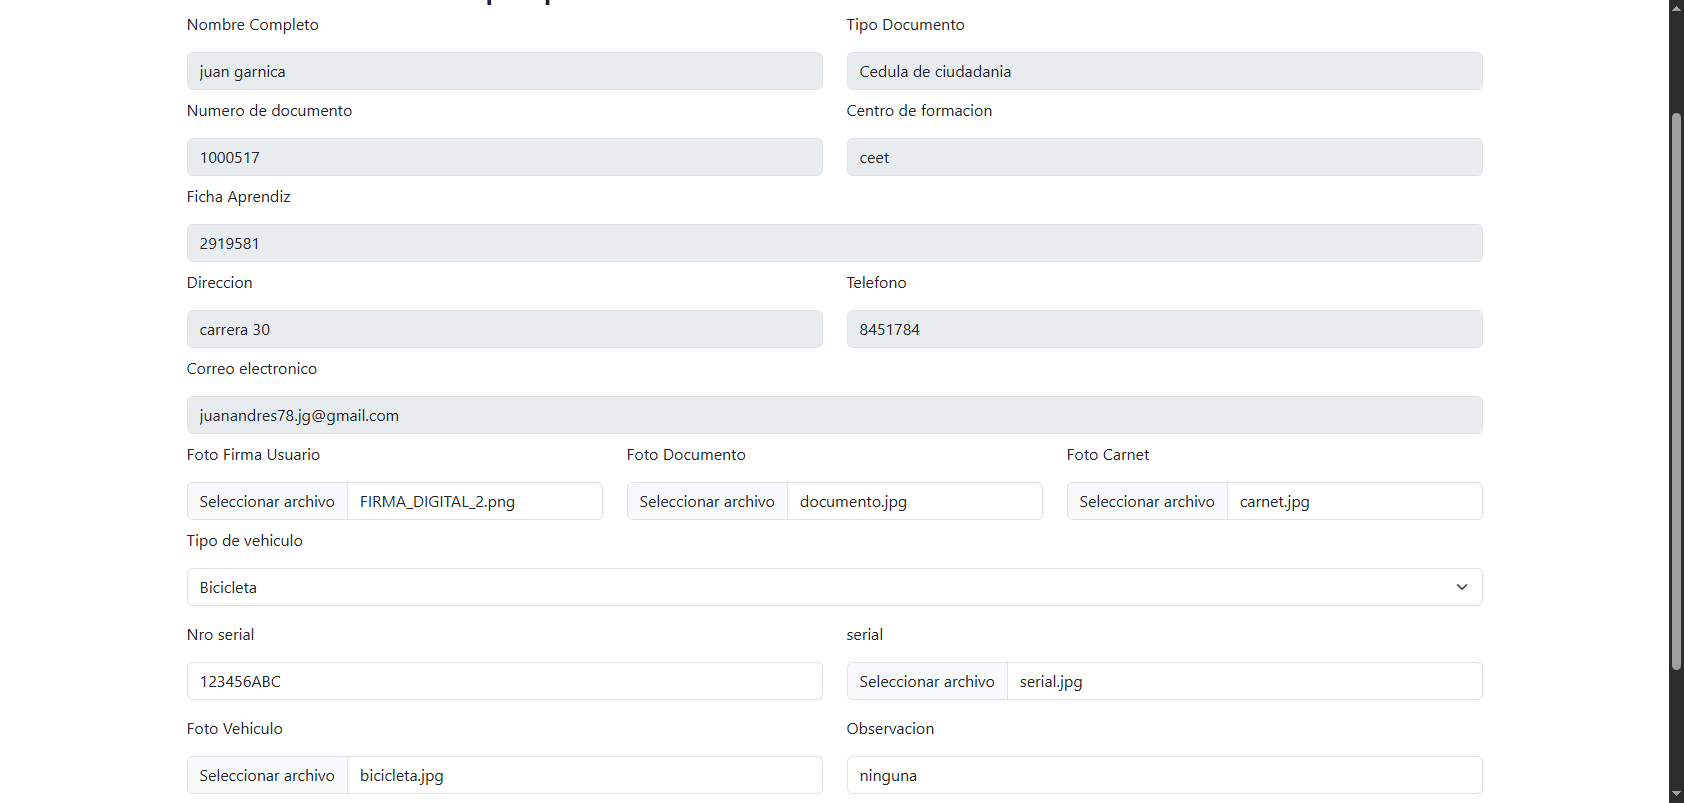 Nombre Completo Tipo Documento
juan garnica Cedula de ciudadania
Numero de documento Centro de formacion
1000517 ceet
Ficha Aprendiz
2919581
Direccion Telefono
carrera 30 8451784
Correo electronico
juanandres78.jg@gmail.com
Foto Firma Usuario Foto Documento Foto Carnet
Seleccionar archivo FIRMA_DIGITAL_2.png Seleccionar archivo documento.jpg Seleccionar archivo carnet.jpg
Tipo de vehiculo
Bicicleta
Nro serial serial
123456ABC Seleccionar archivo serial.jpg
Foto Vehiculo Observacion
Seleccionar archivo bicicleta.jpg ninguna